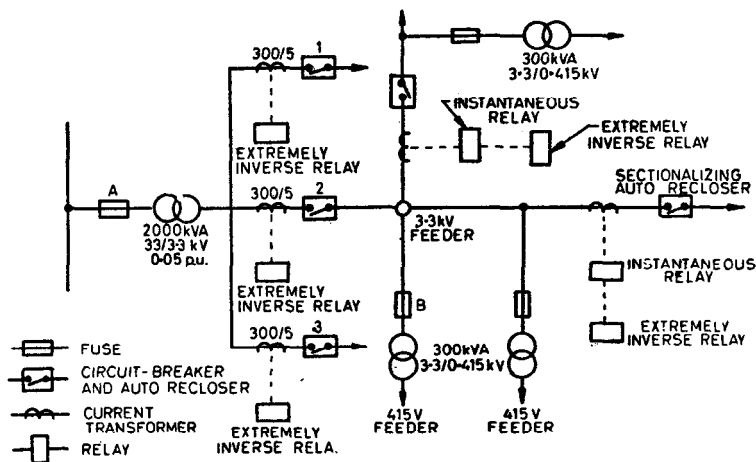 300/5
1
EXTREMELY
INVERSE RELAY
300kVA
3·3/0·415kV
INSTANTANEOUS
RELAY
EXTREMELY
INVERSE RELAY
A
2000kVA
33/3·3 kV
0·05 p.u.
300/5
2
EXTREMELY
INVERSE RELAY
3·3kV
FEEDER
SECTIONALIZING
AUTO RECLOSER
INSTANTANEOUS
RELAY
EXTREMELY
INVERSE RELAY
300/5
3
EXTREMELY
INVERSE RELA.
B
300kVA
3·3/0·415kV
415V
FEEDER
415V
FEEDER
FUSE
CIRCUIT-BREAKER
AND AUTO RECLOSER
CURRENT
TRANSFORMER
RELAY